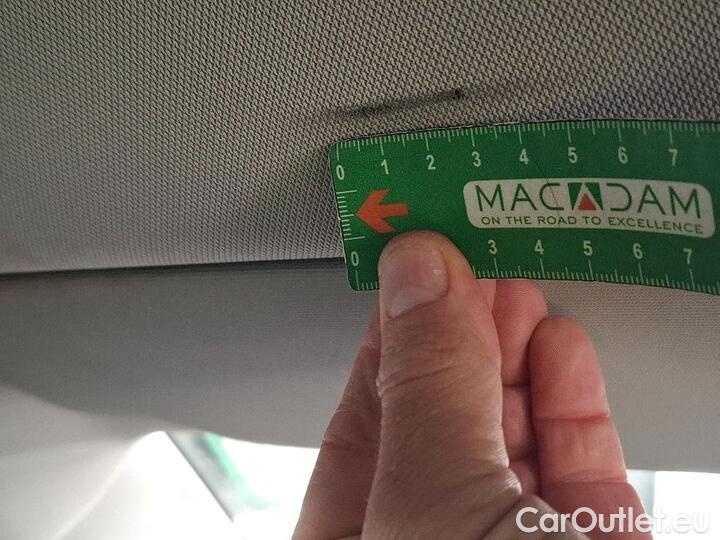 0 1 2 3 4 5 6 7
MACADAM
ON THE ROAD TO EXCELLENCE
0 3 4 5 6 7
CarOutlet.eu